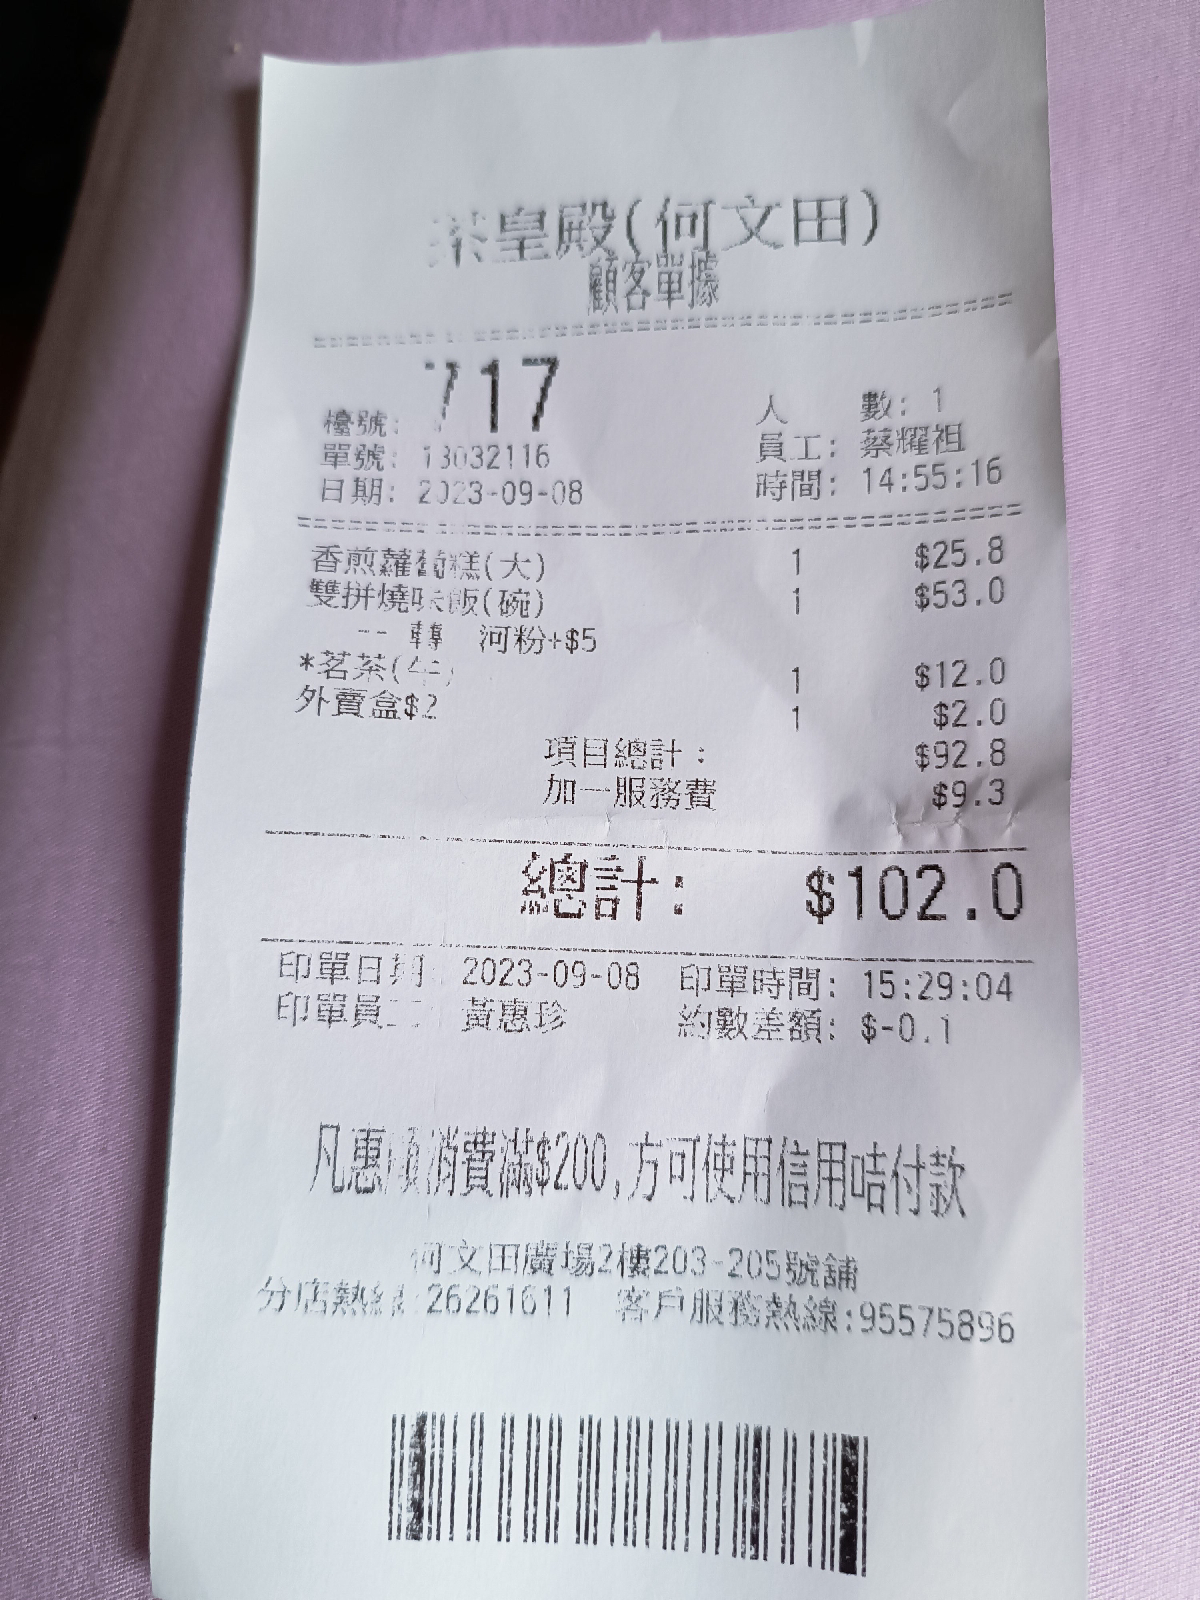 茶皇殿(何文田)
顧客單據
檯號: 717 人 數: 1
單號: 13032116 員工: 蔡耀祖
日期: 2023-09-08 時間: 14:55:16
香煎蘿蔔糕(大) 1 $25.8
雙拼燒味飯(碗) 1 $53.0
-- 轉 河粉+$5
*茗茶(午) 1 $12.0
外賣盒$2 1 $2.0
項目總計: $92.8
加一服務費 $9.3
總計: $102.0
印單日期: 2023-09-08 印單時間: 15:29:04
印單員工: 黃惠珍 約數差額: $-0.1
凡惠顧消費滿$200,方可使用信用咭付款
何文田廣場2樓203-205號舖
分店熱線:26261611 客戶服務熱線:95575896